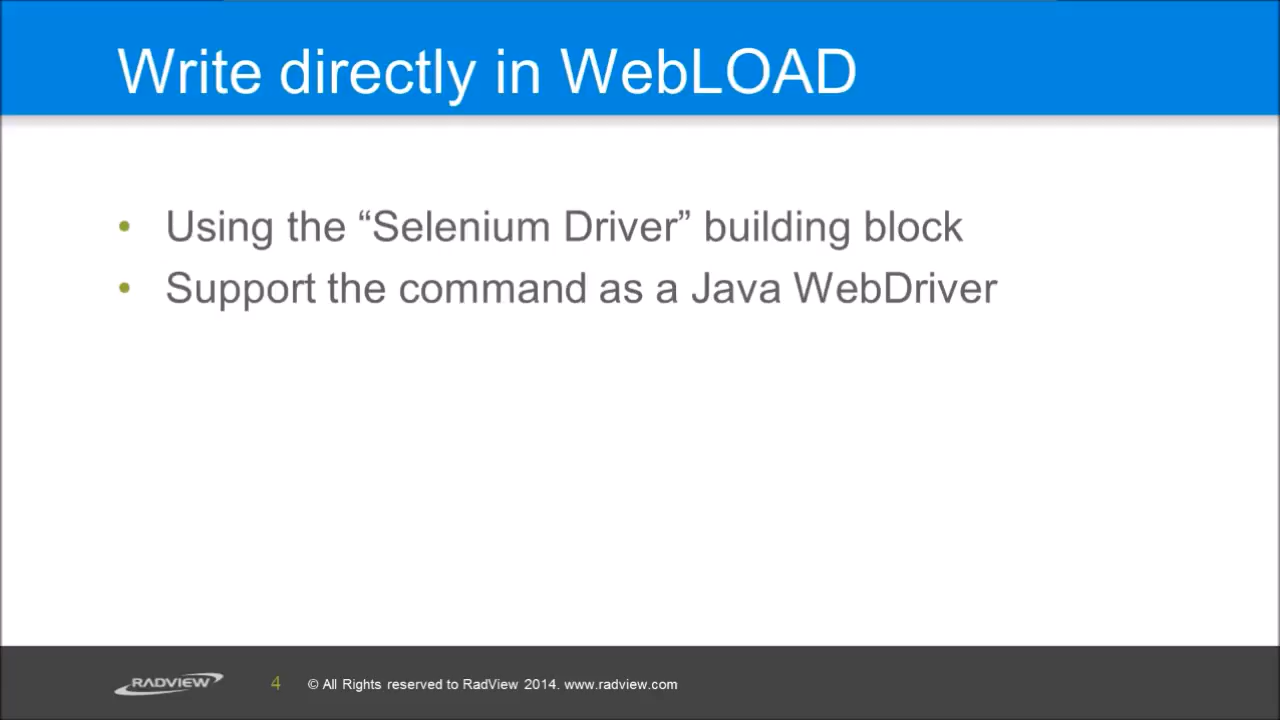 Write directly in WebLOAD
• Using the “Selenium Driver” building block
• Support the command as a Java WebDriver
RADVIEW 4 © All Rights reserved to RadView 2014. www.radview.com